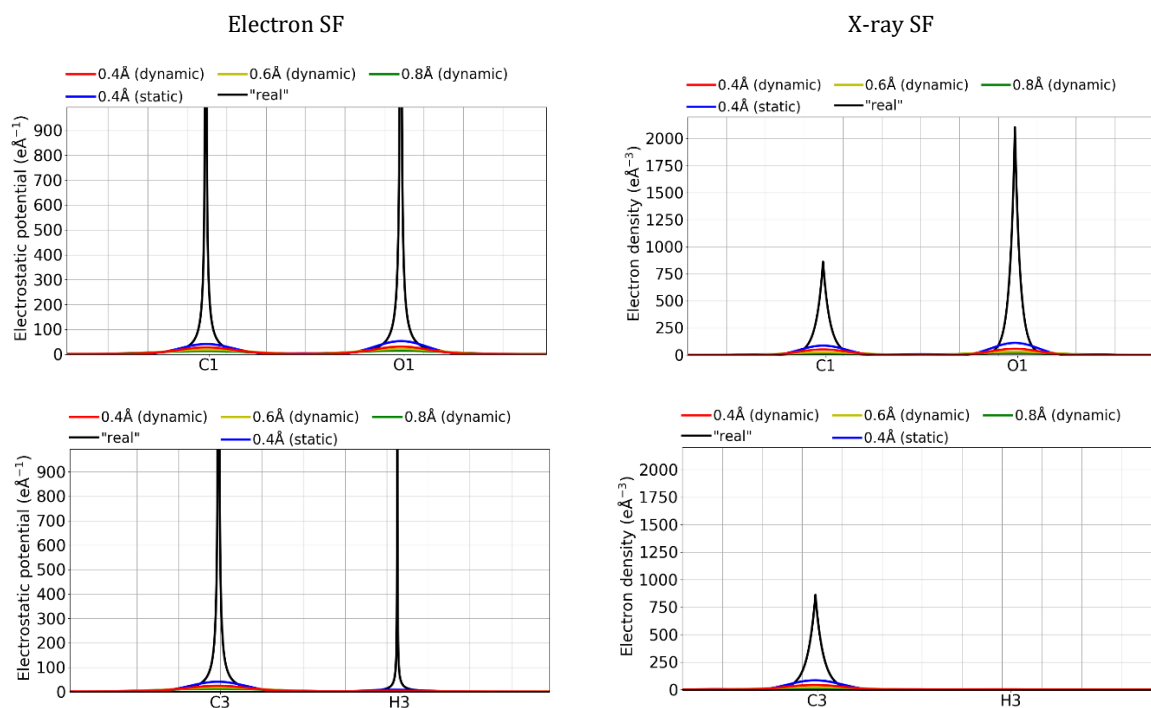 Electron SF
X-ray SF
0.4Å (dynamic) 0.6Å (dynamic) 0.8Å (dynamic)
0.4Å (static) "real"
Electrostatic potential (eÅ⁻¹)
900
800
700
600
500
400
300
200
100
0
C1 O1
0.4Å (dynamic) 0.6Å (dynamic) 0.8Å (dynamic)
0.4Å (static) "real"
Electron density (eÅ⁻³)
2000
1750
1500
1250
1000
750
500
250
0
C1 O1
0.4Å (dynamic) 0.6Å (dynamic) 0.8Å (dynamic)
"real" 0.4Å (static)
Electrostatic potential (eÅ⁻¹)
900
800
700
600
500
400
300
200
100
0
C3 H3
0.4Å (dynamic) 0.6Å (dynamic) 0.8Å (dynamic)
"real" 0.4Å (static)
Electron density (eÅ⁻³)
2000
1750
1500
1250
1000
750
500
250
0
C3 H3